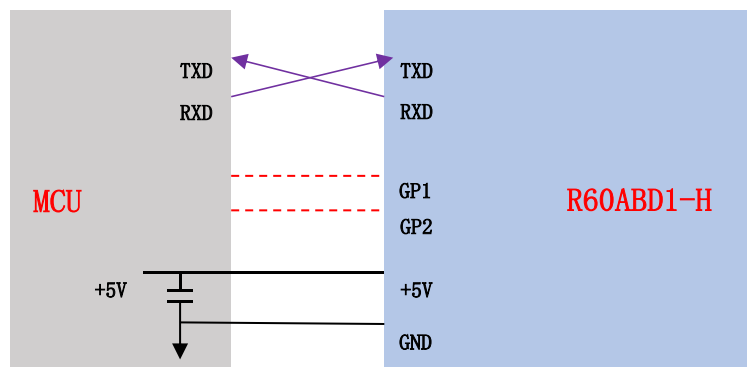 TXD
TXD
RXD
RXD
MCU
GP1
R60ABD1-H
GP2
+5V
+5V
GND